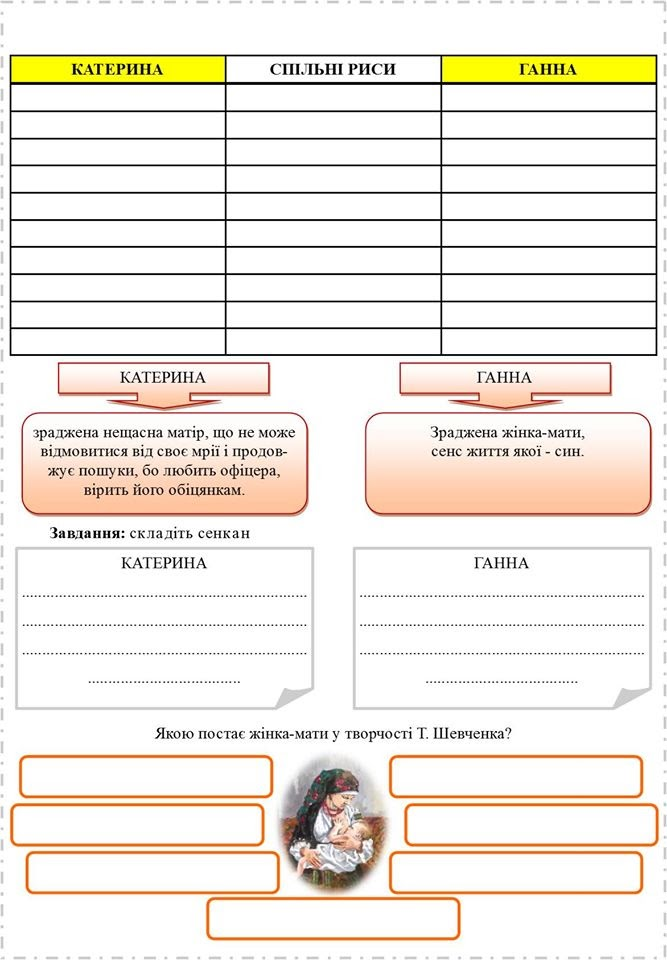 КАТЕРИНА СПІЛЬНІ РИСИ ГАННА
КАТЕРИНА
зраджена нещасна матір, що не може
відмовитися від своє мрії і продов-
жує пошуки, бо любить офіцера,
вірить його обіцянкам.
ГАННА
Зраджена жінка-мати,
сенс життя якої - син.
Завдання: складіть сенкан
КАТЕРИНА
ГАННА
Якою постає жінка-мати у творчості Т. Шевченка?